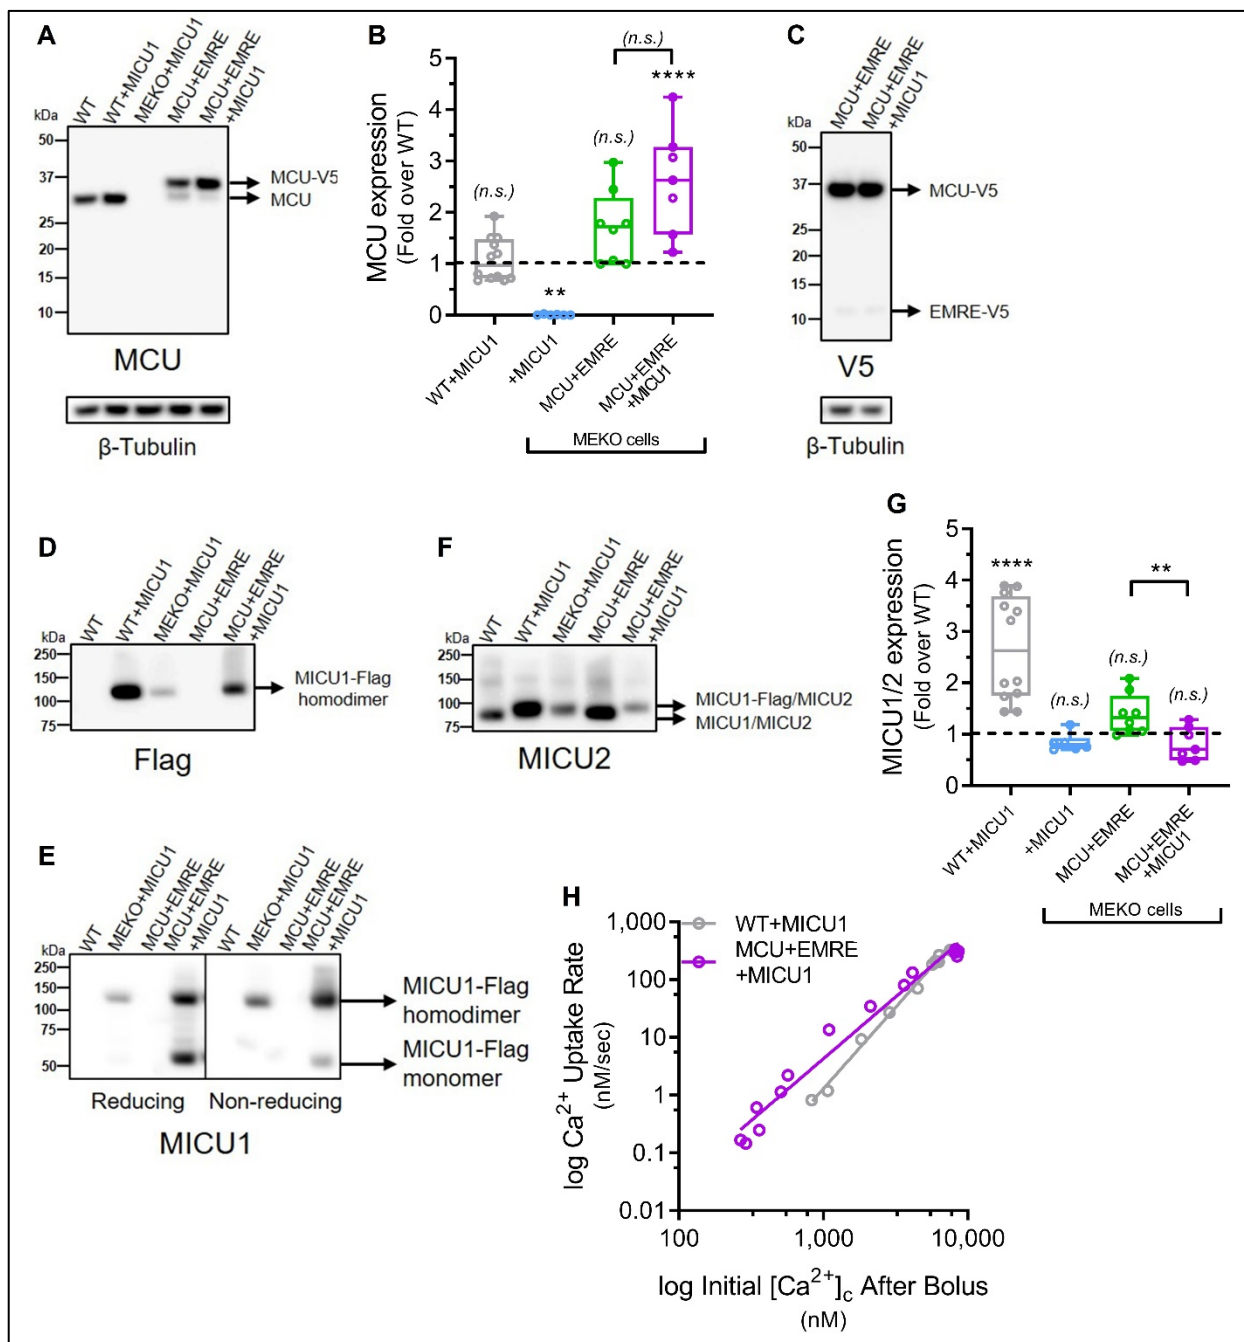 A
WT
WT+MICU1
MEKO+MICU1
MCU+EMRE
MCU+EMRE
+MICU1
kDa
50
37
25
20
15
10
MCU-V5
MCU
MCU
β-Tubulin
B
MCU expression
(Fold over WT)
5
4
3
2
1
0
(n.s.)
**
(n.s.)
****
(n.s.)
WT+MICU1
+MICU1
MCU+EMRE
MCU+EMRE
+MICU1
MEKO cells
C
MCU+EMRE
MCU+EMRE
+MICU1
kDa
50
37
25
20
15
10
MCU-V5
EMRE-V5
V5
β-Tubulin
D
WT
WT+MICU1
MEKO+MICU1
MCU+EMRE
MCU+EMRE
+MICU1
kDa
250
150
100
75
MICU1-Flag
homodimer
Flag
F
WT
WT+MICU1
MEKO+MICU1
MCU+EMRE
MCU+EMRE
+MICU1
kDa
250
150
100
75
MICU1-Flag/MICU2
MICU1/MICU2
MICU2
G
MICU1/2 expression
(Fold over WT)
5
4
3
2
1
0
****
(n.s.)
(n.s.)
**
(n.s.)
WT+MICU1
+MICU1
MCU+EMRE
MCU+EMRE
+MICU1
MEKO cells
E
WT
MEKO+MICU1
MCU+EMRE
MCU+EMRE
+MICU1
WT
MEKO+MICU1
MCU+EMRE
MCU+EMRE
+MICU1
kDa
250
150
100
75
50
MICU1-Flag
homodimer
MICU1-Flag
monomer
Reducing
Non-reducing
MICU1
H
log Ca²⁺ Uptake Rate
(nM/sec)
1,000
100
10
1
0.1
0.01
WT+MICU1
MCU+EMRE
+MICU1
100
1,000
10,000
log Initial [Ca²⁺]c After Bolus
(nM)